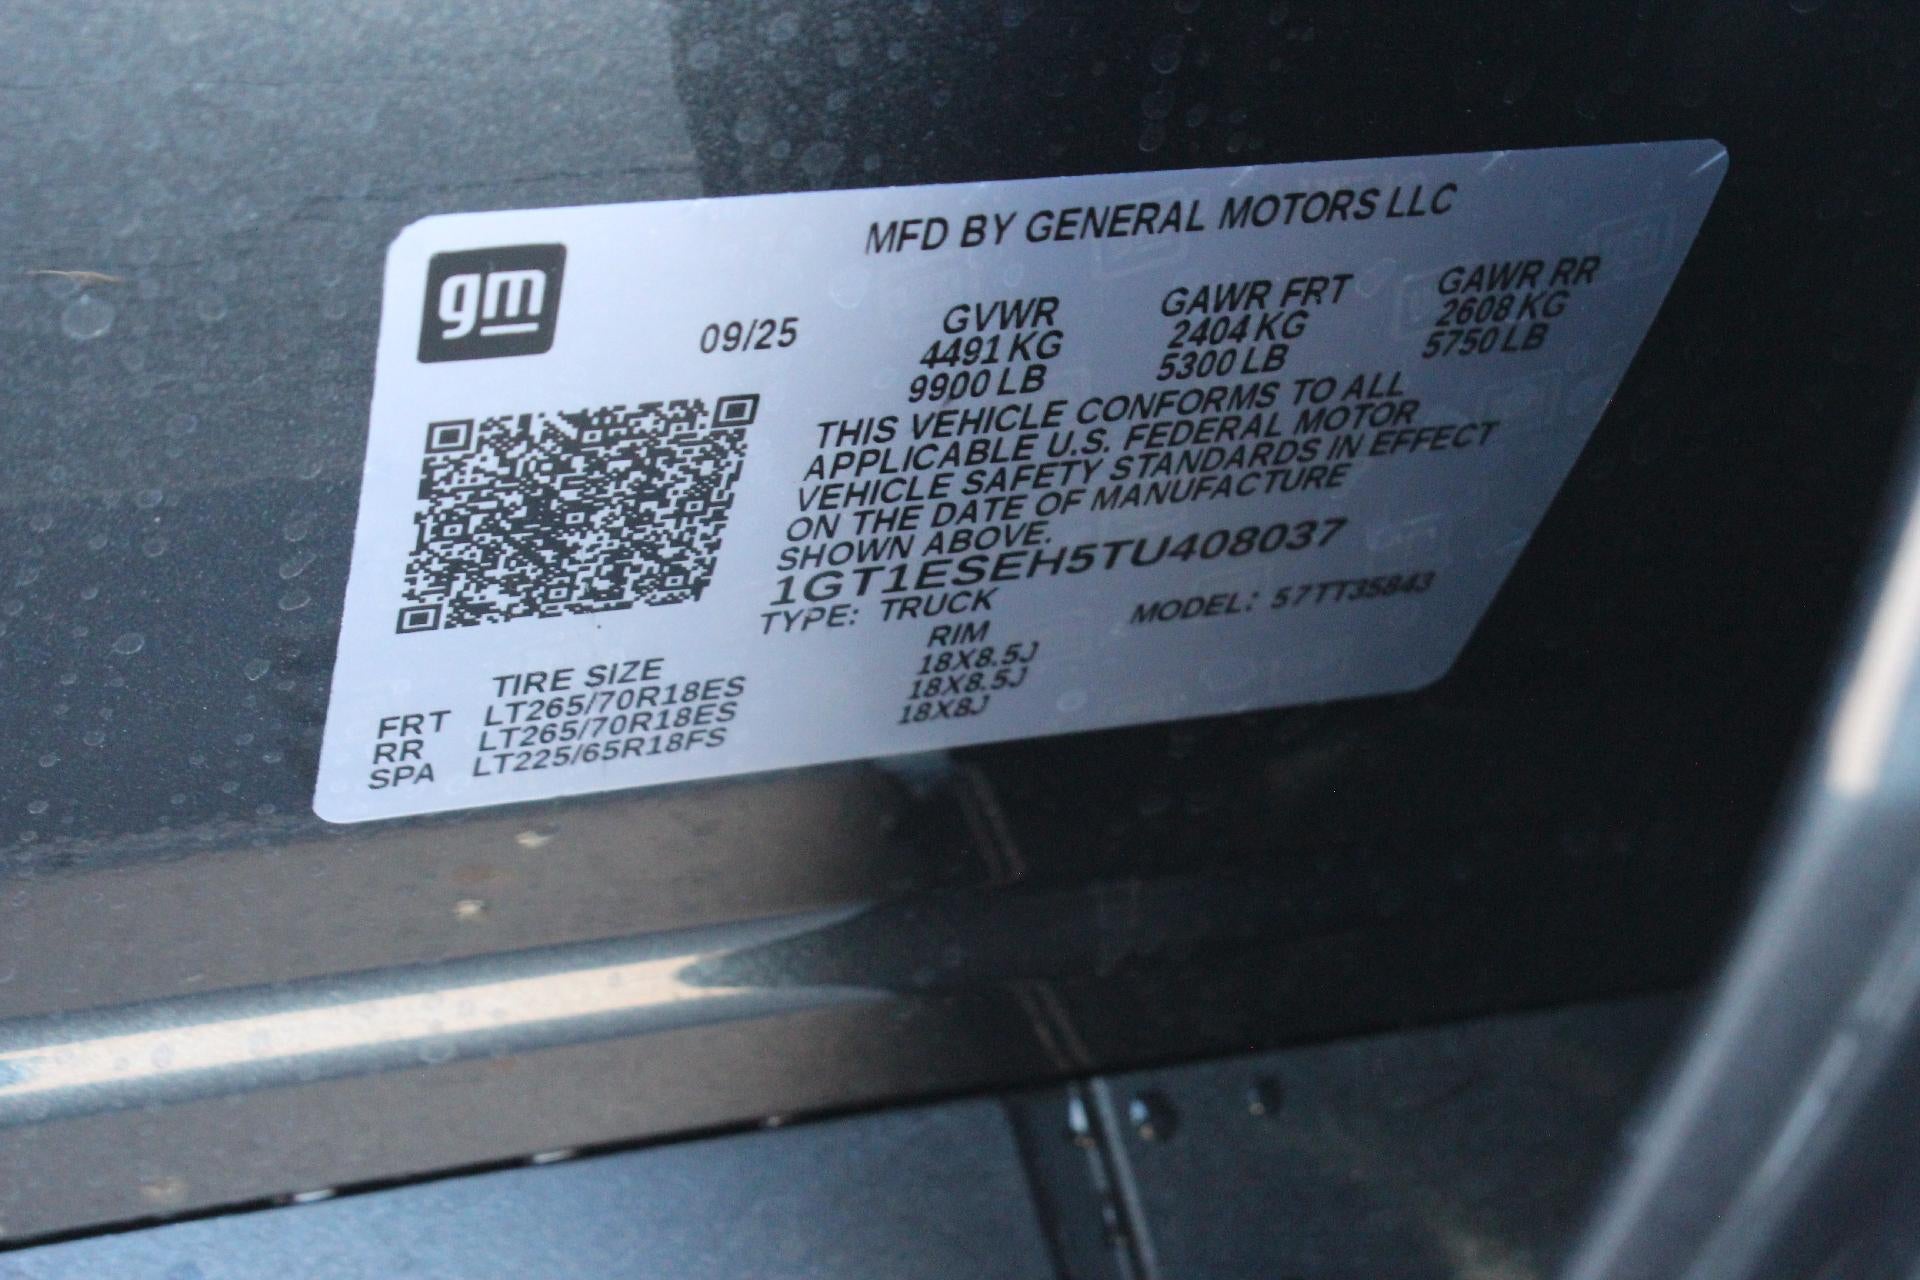 gm
MFD BY GENERAL MOTORS LLC
09/25
GVWR GAWR FRT GAWR RR
4491 KG 2404 KG 2608 KG
9900 LB 5300 LB 5750 LB
THIS VEHICLE CONFORMS TO ALL
APPLICABLE U.S. FEDERAL MOTOR
VEHICLE SAFETY STANDARDS IN EFFECT
ON THE DATE OF MANUFACTURE
SHOWN ABOVE.
1GT1ESEH5TU408037
TYPE: TRUCK MODEL: 57TT35843
TIRE SIZE RIM
FRT LT265/70R18ES 18X8.5J
RR LT265/70R18ES 18X8.5J
SPA LT225/65R18FS 18X8J